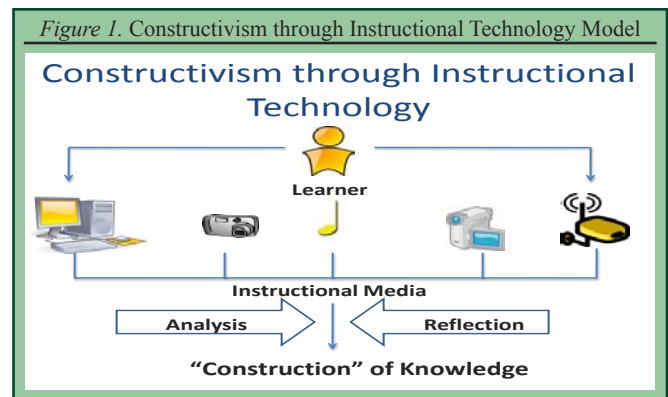 Figure 1. Constructivism through Instructional Technology Model
Constructivism through Instructional
Technology
Learner
Instructional Media
Analysis
Reflection
“Construction” of Knowledge